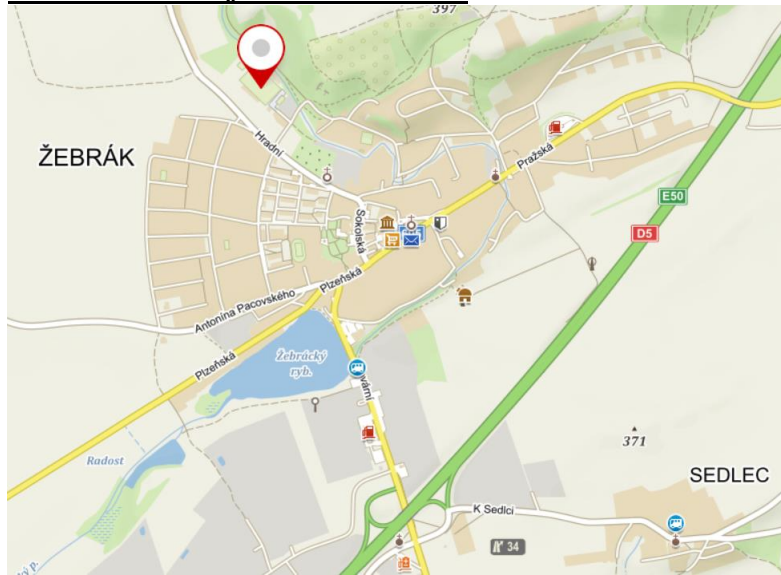 397
ŽEBRÁK
Hradní
Pražská
E50
D5
Sokolská
Plzeňská
Antonína Pacovského
Plzeňská
Žebrácký
ryb.
Radost
371
SEDLEC
K Sedlci
34